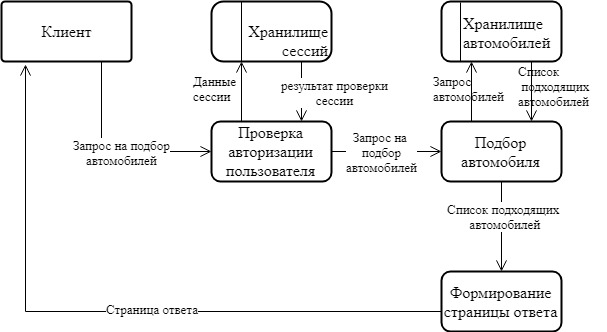 Клиент
Хранилище
сессий
Хранилище
автомобилей
Данные
сессии
результат проверки
сессии
Запрос
автомобилей
Список
подходящих
автомобилей
Запрос на подбор
автомобилей
Проверка
авторизации
пользователя
Запрос на
подбор
автомобилей
Подбор
автомобиля
Список подходящих
автомобилей
Формирование
страницы ответа
Страница ответа